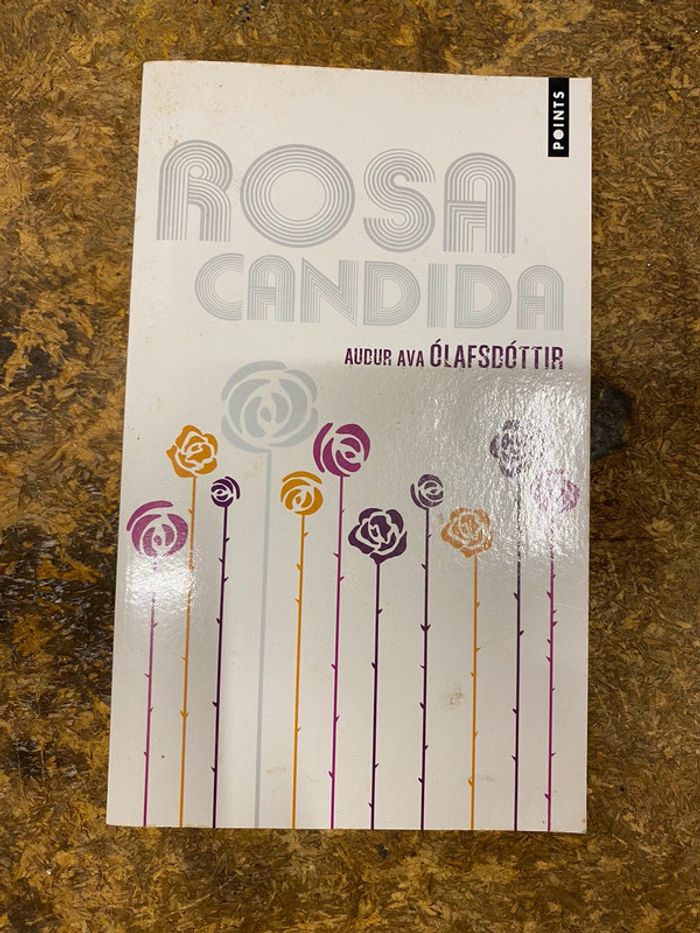 POINTS
ROSA
CANDIDA
AUDUR AVA ÓLAFSDÓTTIR